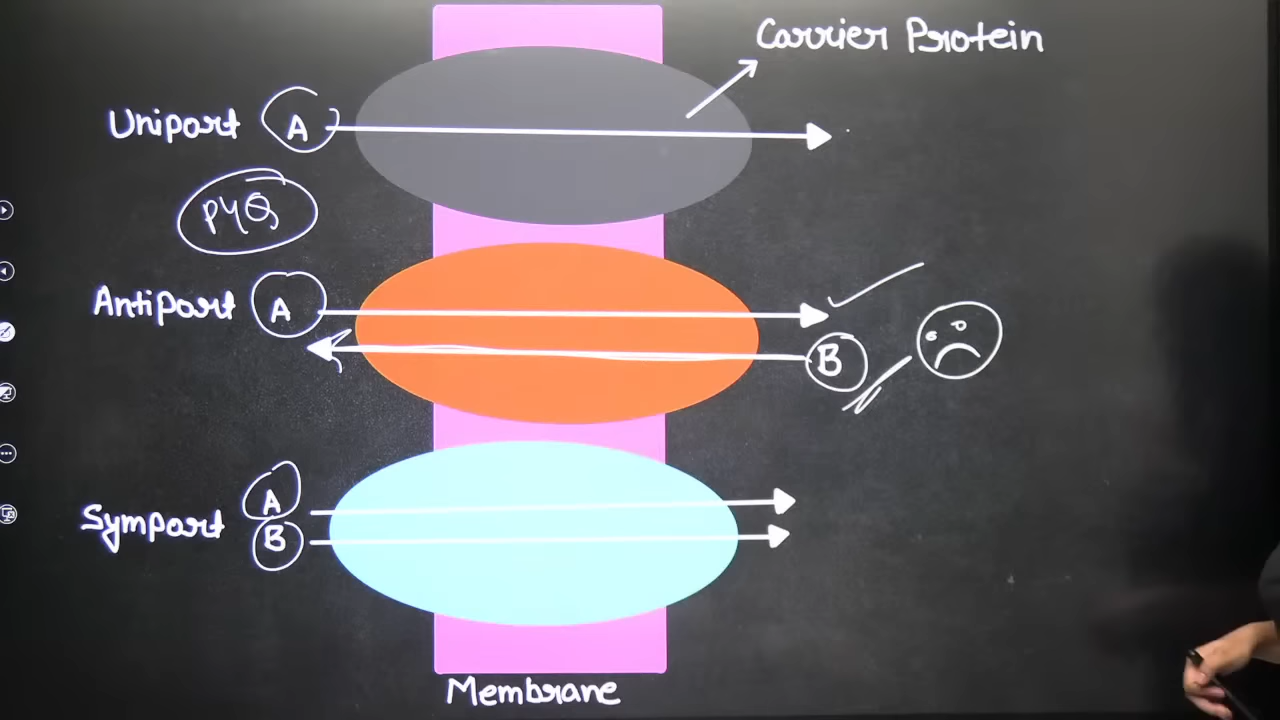 Carrier Protein
Uniport A
PYQ
Antiport A
B
Symport A
B
Membrane